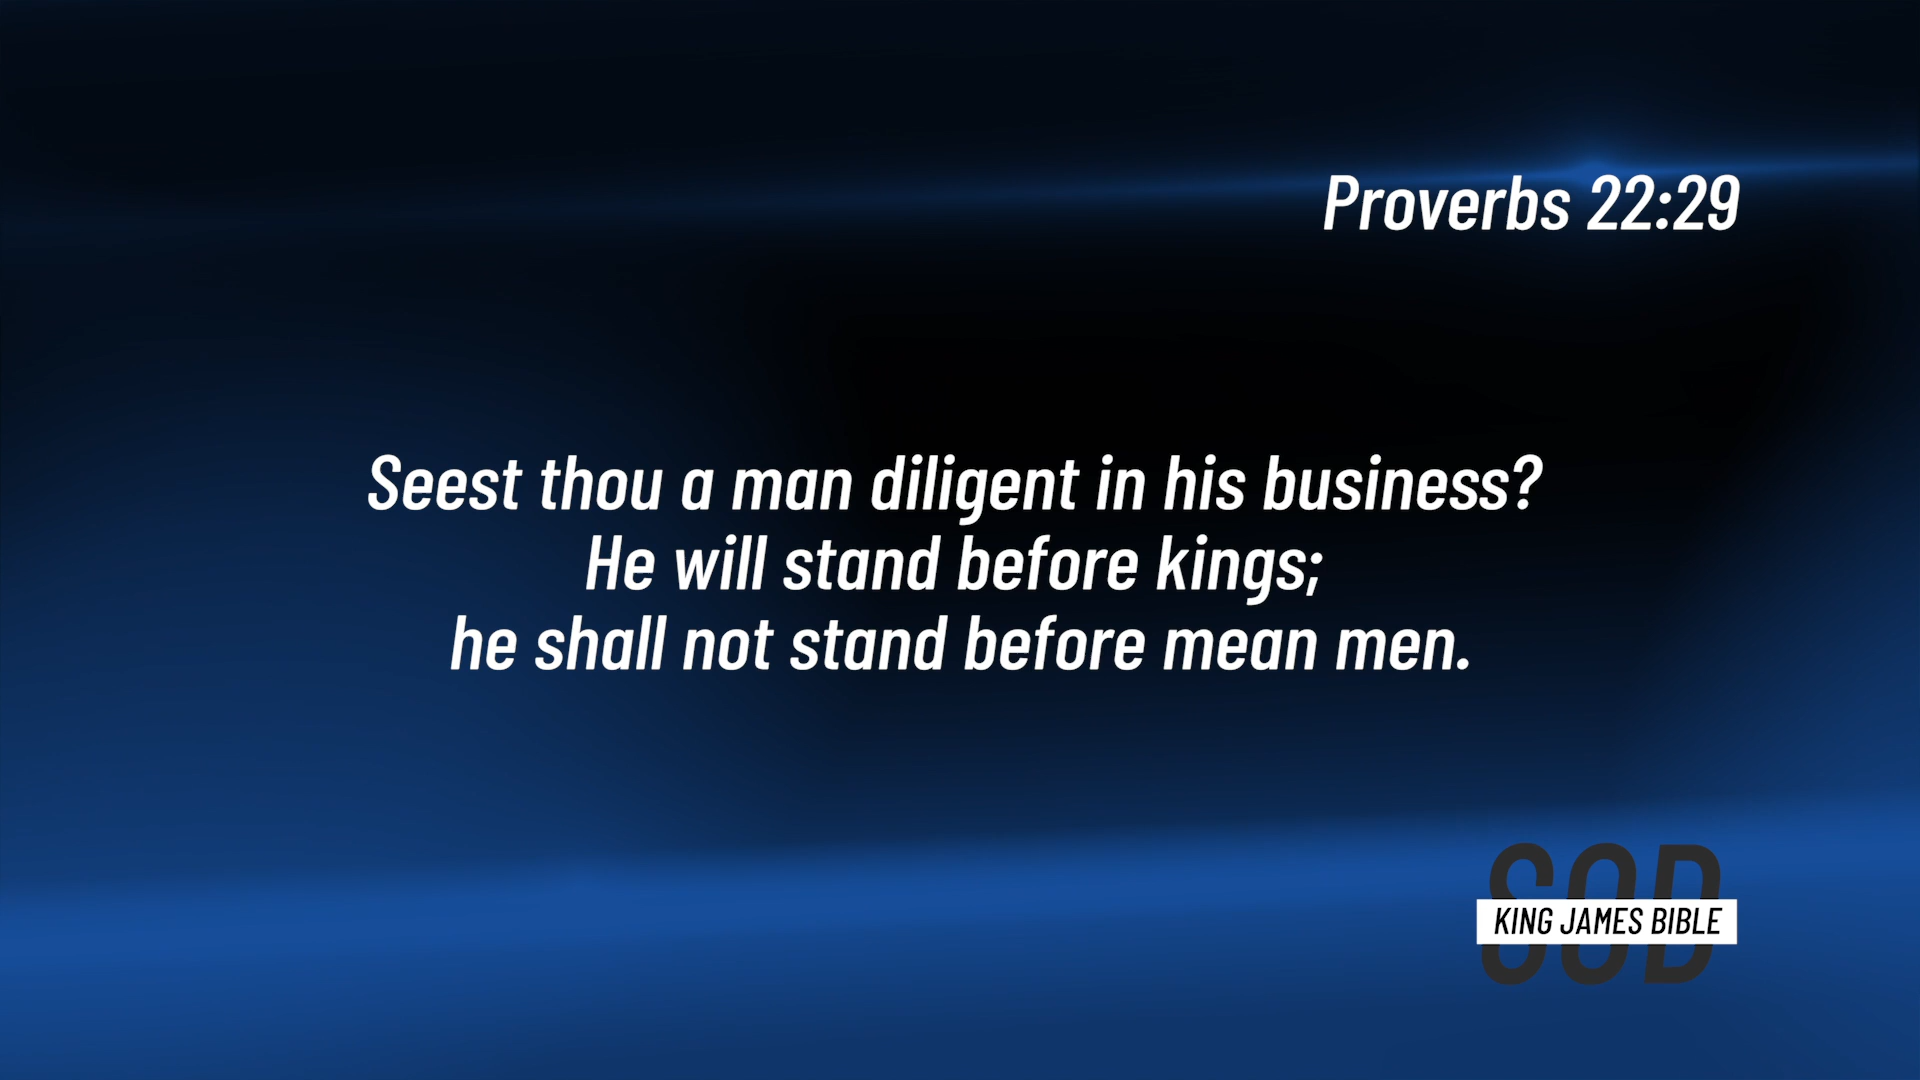 Proverbs 22:29
Seest thou a man diligent in his business?
He will stand before kings;
he shall not stand before mean men.
SOD
KING JAMES BIBLE